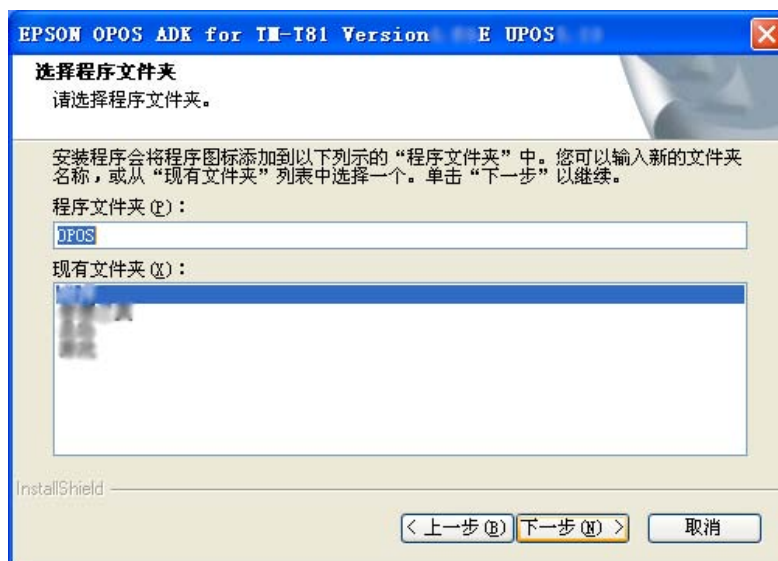 EPSON OPOS ADK for TM-T81 Version E UPOS
选择程序文件夹
请选择程序文件夹。
安装程序会将程序图标添加到以下列示的“程序文件夹”中。您可以输入新的文件夹
名称，或从“现有文件夹”列表中选择一个。单击“下一步”以继续。
程序文件夹(P)：
OPOS
现有文件夹(X)：
InstallShield
< 上一步(B) 下一步(N) > 取消